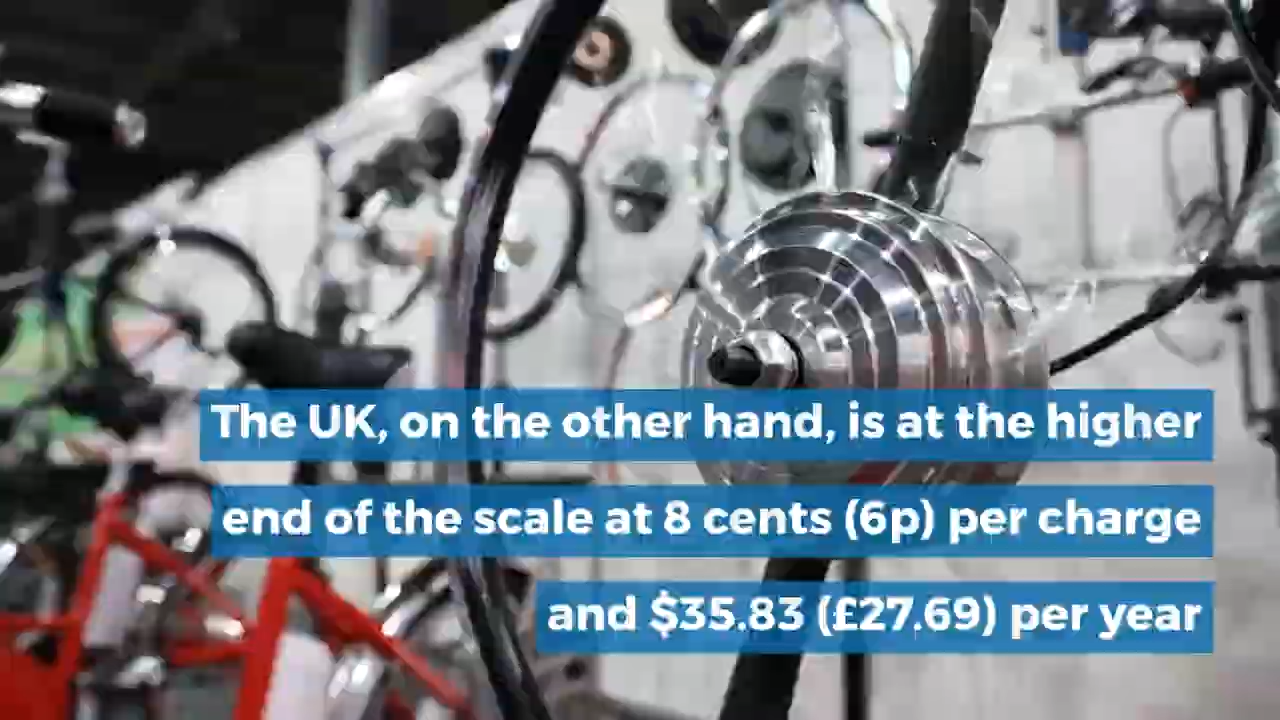 The UK, on the other hand, is at the higher
end of the scale at 8 cents (6p) per charge
and $35.83 (£27.69) per year